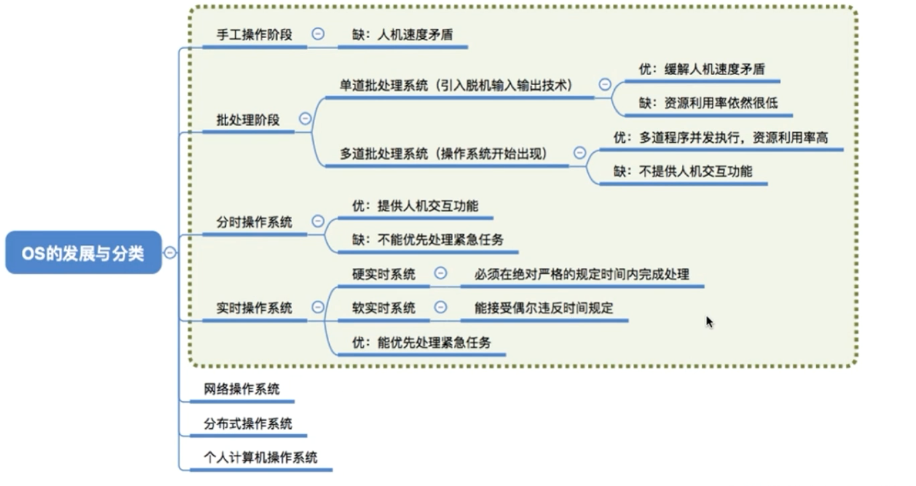 手工操作阶段
缺：人机速度矛盾
单道批处理系统（引入脱机输入输出技术）
优：缓解人机速度矛盾
缺：资源利用率依然很低
批处理阶段
多道批处理系统（操作系统开始出现）
优：多道程序并发执行，资源利用率高
缺：不提供人机交互功能
分时操作系统
优：提供人机交互功能
缺：不能优先处理紧急任务
OS的发展与分类
硬实时系统
必须在绝对严格的规定时间内完成处理
实时操作系统
软实时系统
能接受偶尔违反时间规定
优：能优先处理紧急任务
网络操作系统
分布式操作系统
个人计算机操作系统